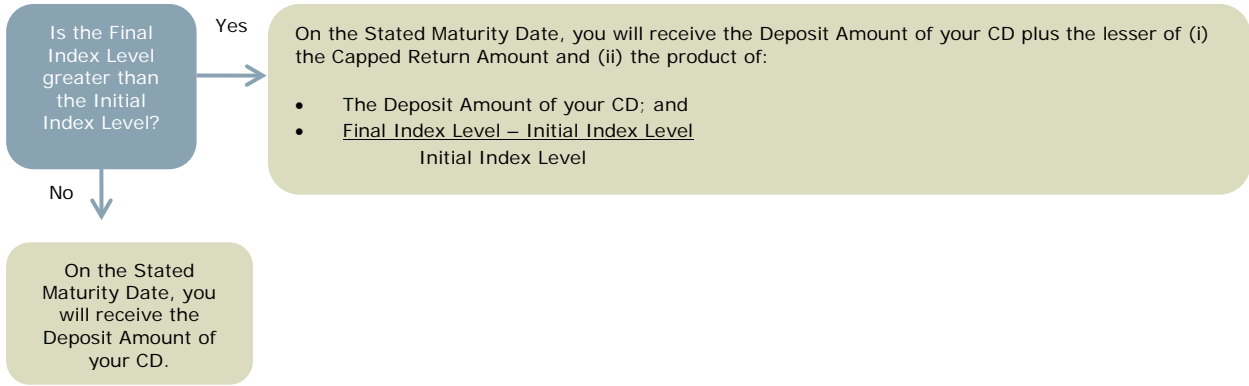 Is the Final
Index Level
greater than
the Initial
Index Level?
Yes
On the Stated Maturity Date, you will receive the Deposit Amount of your CD plus the lesser of (i)
the Capped Return Amount and (ii) the product of:
• The Deposit Amount of your CD; and
• Final Index Level – Initial Index Level
Initial Index Level
No
On the Stated
Maturity Date, you
will receive the
Deposit Amount of
your CD.